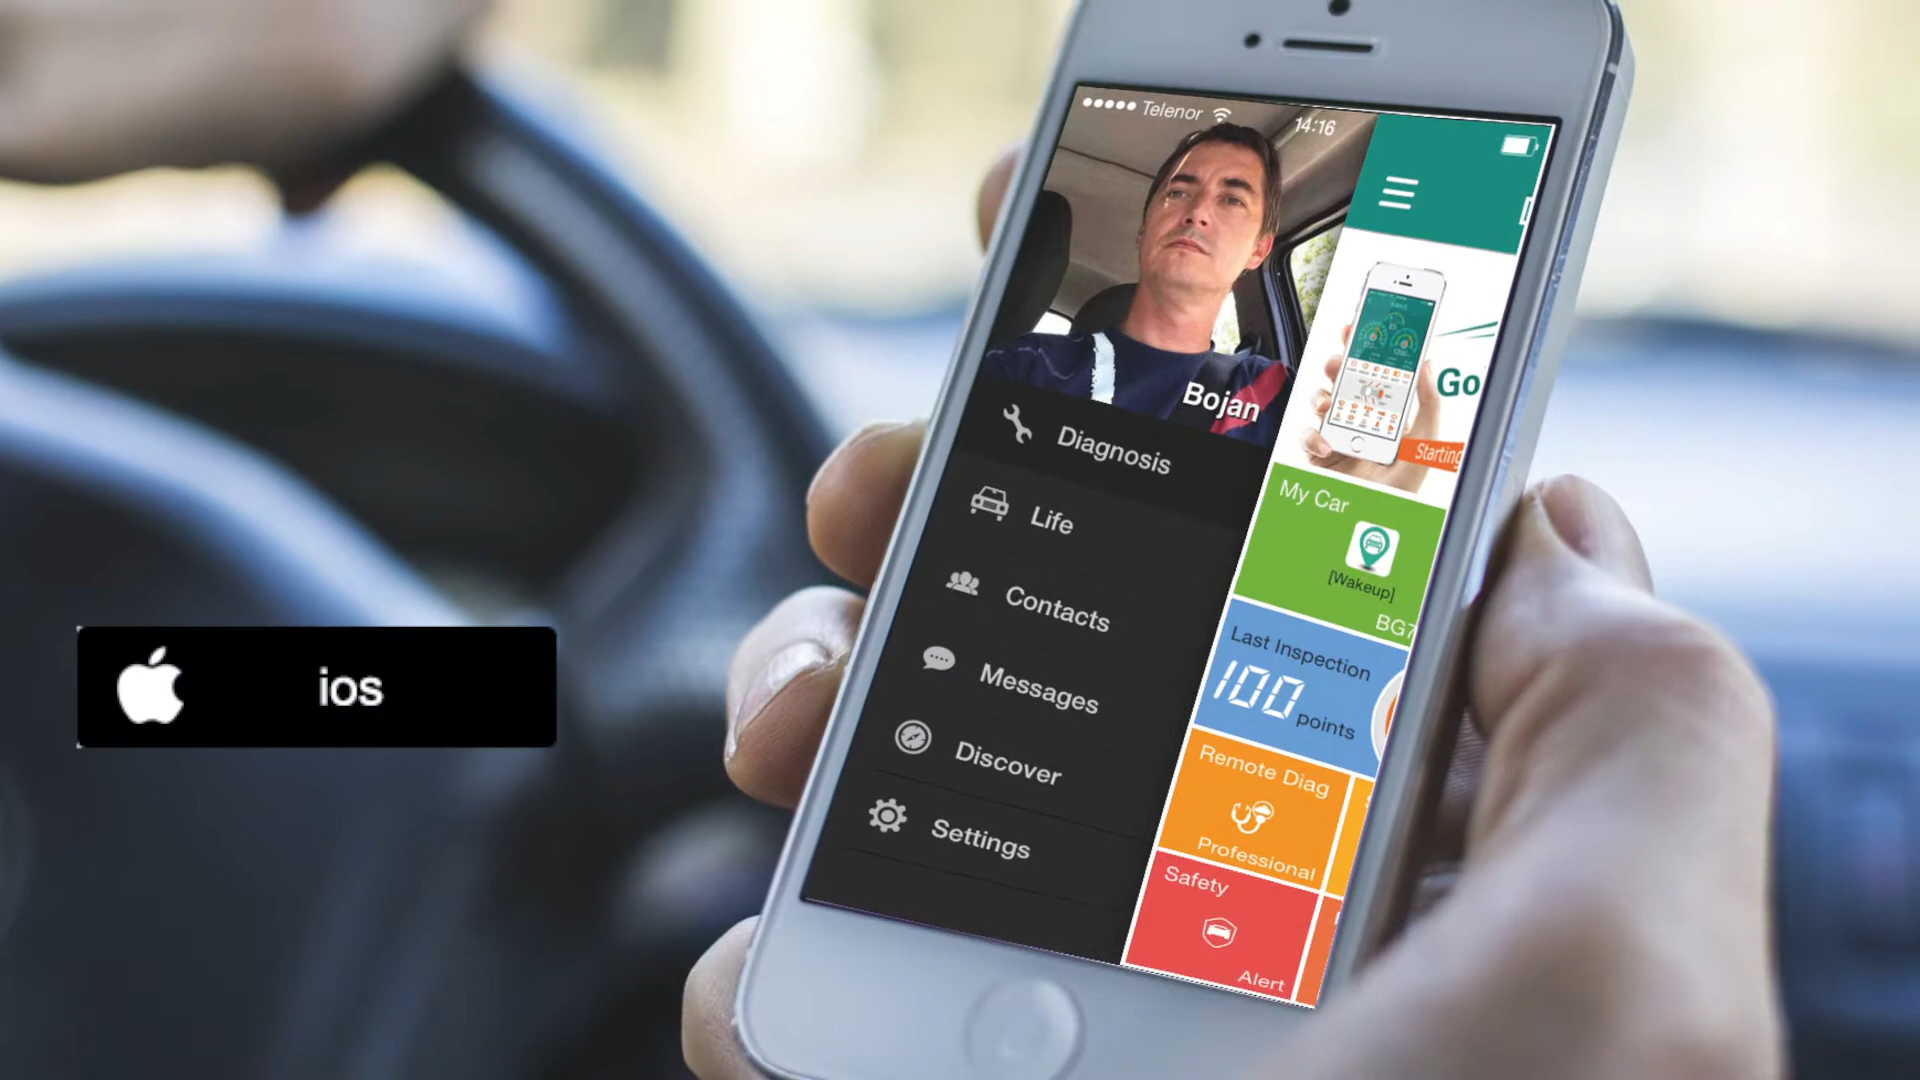 Telenor
14:16
Bojan
Diagnosis
Life
Contacts
Messages
Discover
Settings
Go
Starting
My Car
[Wakeup]
BG7
Last Inspection
100 points
Remote Diag
Professional
Safety
Alert
ios